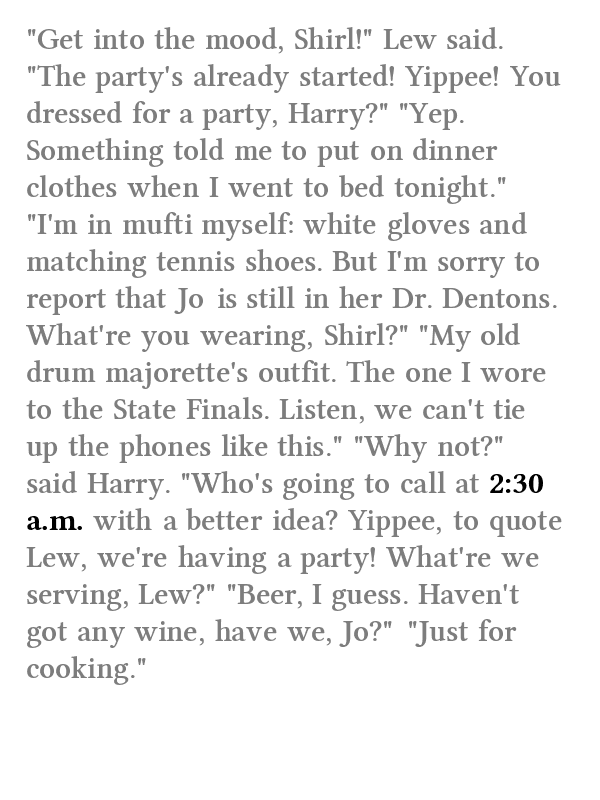 "Get into the mood, Shirl!" Lew said.
"The party's already started! Yippee! You
dressed for a party, Harry?" "Yep.
Something told me to put on dinner
clothes when I went to bed tonight."
"I'm in mufti myself: white gloves and
matching tennis shoes. But I'm sorry to
report that Jo is still in her Dr. Dentons.
What're you wearing, Shirl?" "My old
drum majorette's outfit. The one I wore
to the State Finals. Listen, we can't tie
up the phones like this." "Why not?"
said Harry. "Who's going to call at 2:30
a.m. with a better idea? Yippee, to quote
Lew, we're having a party! What're we
serving, Lew?" "Beer, I guess. Haven't
got any wine, have we, Jo?" "Just for
cooking."